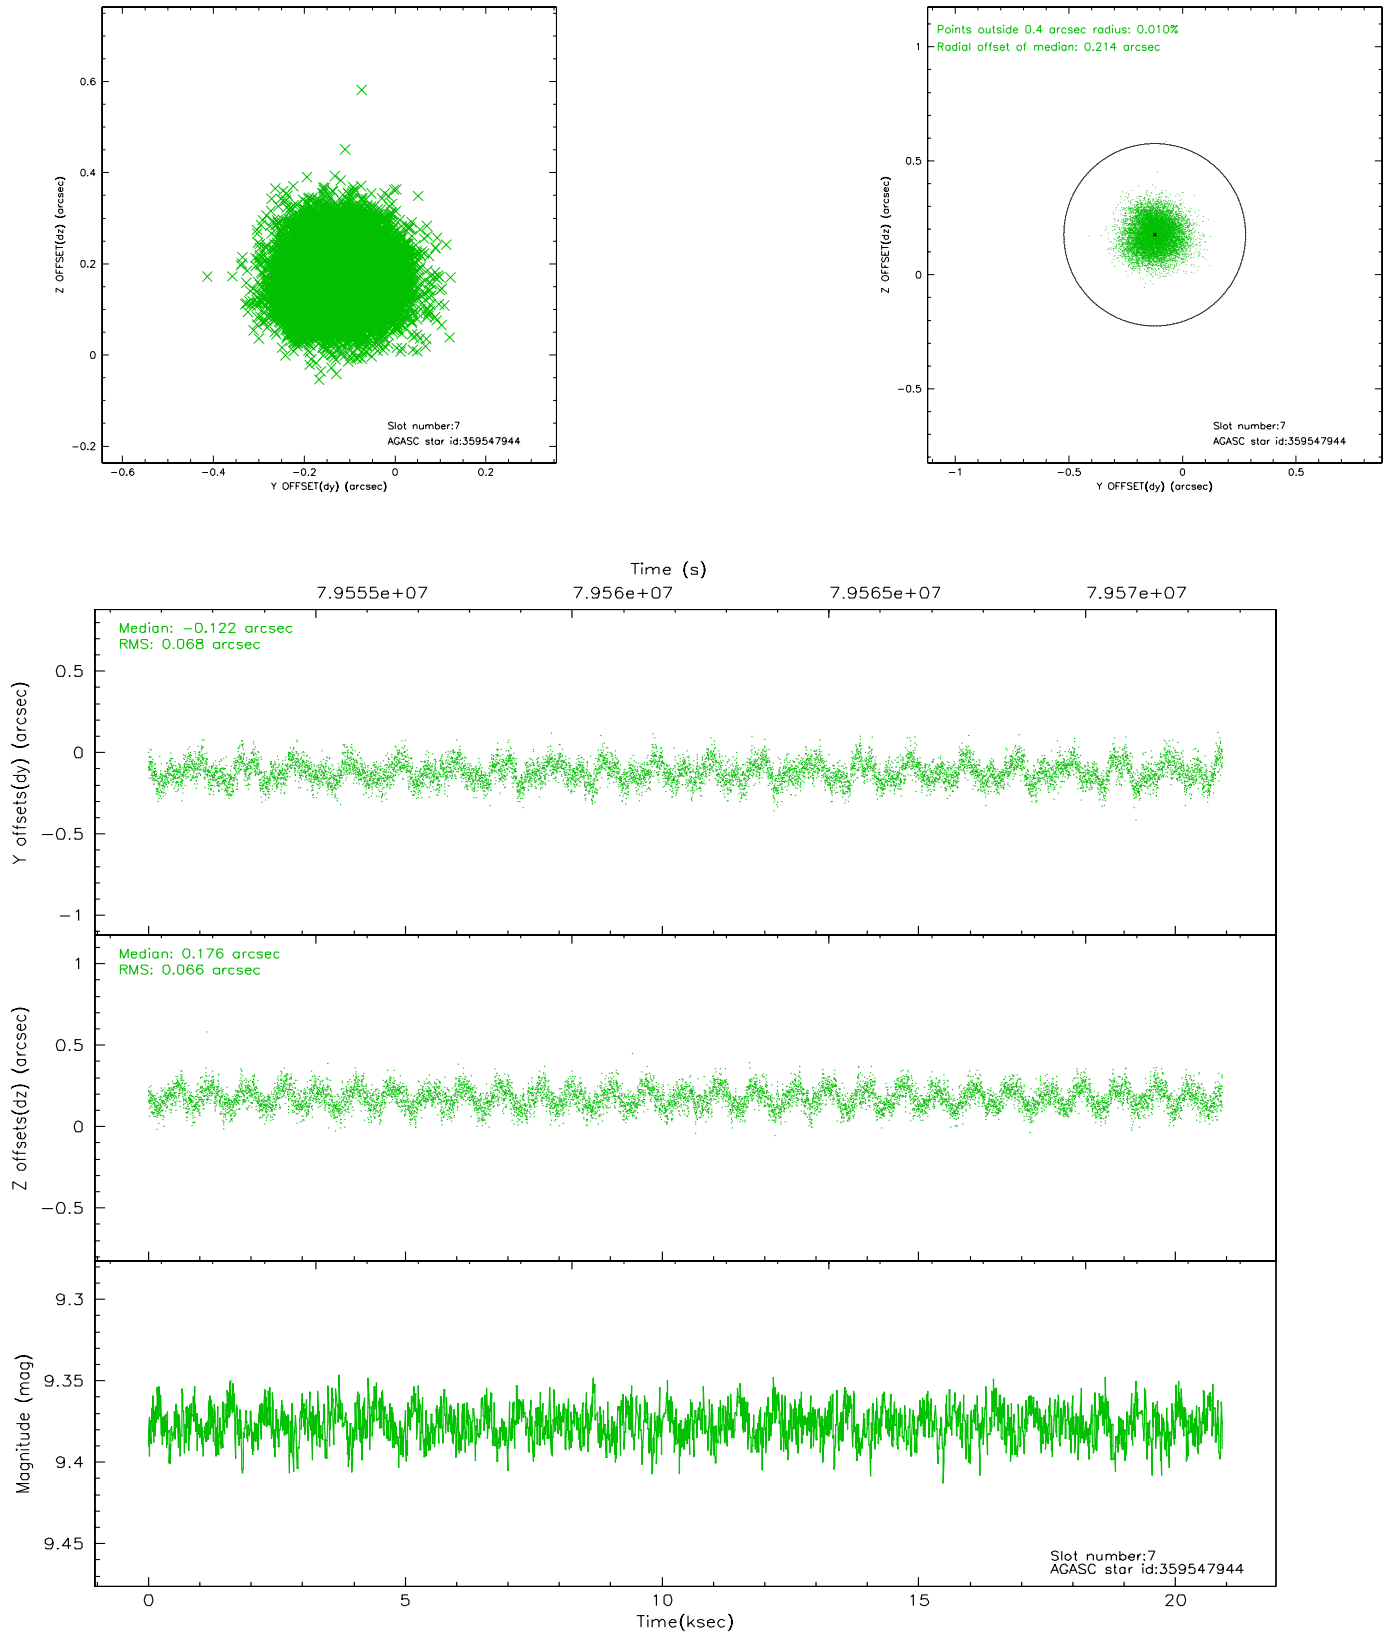 0.6
0.4
0.2
0
−0.2
−0.6
−0.4
−0.2
0
0.2
Z OFFSET(dz) (arcsec)
Y OFFSET(dy) (arcsec)
Slot number:7
AGASC star id:359547944
Points outside 0.4 arcsec radius: 0.010%
Radial offset of median: 0.214 arcsec
1
0.5
0
−0.5
−1
−0.5
0
0.5
Z OFFSET(dz) (arcsec)
Y OFFSET(dy) (arcsec)
Slot number:7
AGASC star id:359547944
Time (s)
7.9555e+07
7.956e+07
7.9565e+07
7.957e+07
Median: −0.122 arcsec
RMS: 0.068 arcsec
0.5
0
−0.5
−1
Y offsets(dy) (arcsec)
Median: 0.176 arcsec
RMS: 0.066 arcsec
1
0.5
0
−0.5
Z offsets(dz) (arcsec)
9.3
9.35
9.4
9.45
Magnitude (mag)
Slot number:7
AGASC star id:359547944
0
5
10
15
20
Time(ksec)